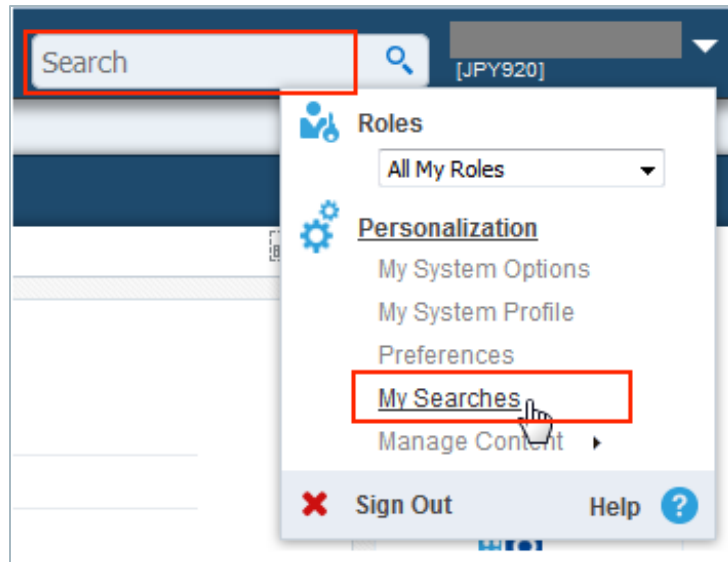 Search
[JPY920]
Roles
All My Roles
Personalization
My System Options
My System Profile
Preferences
My Searches
Manage Content
Sign Out Help ?